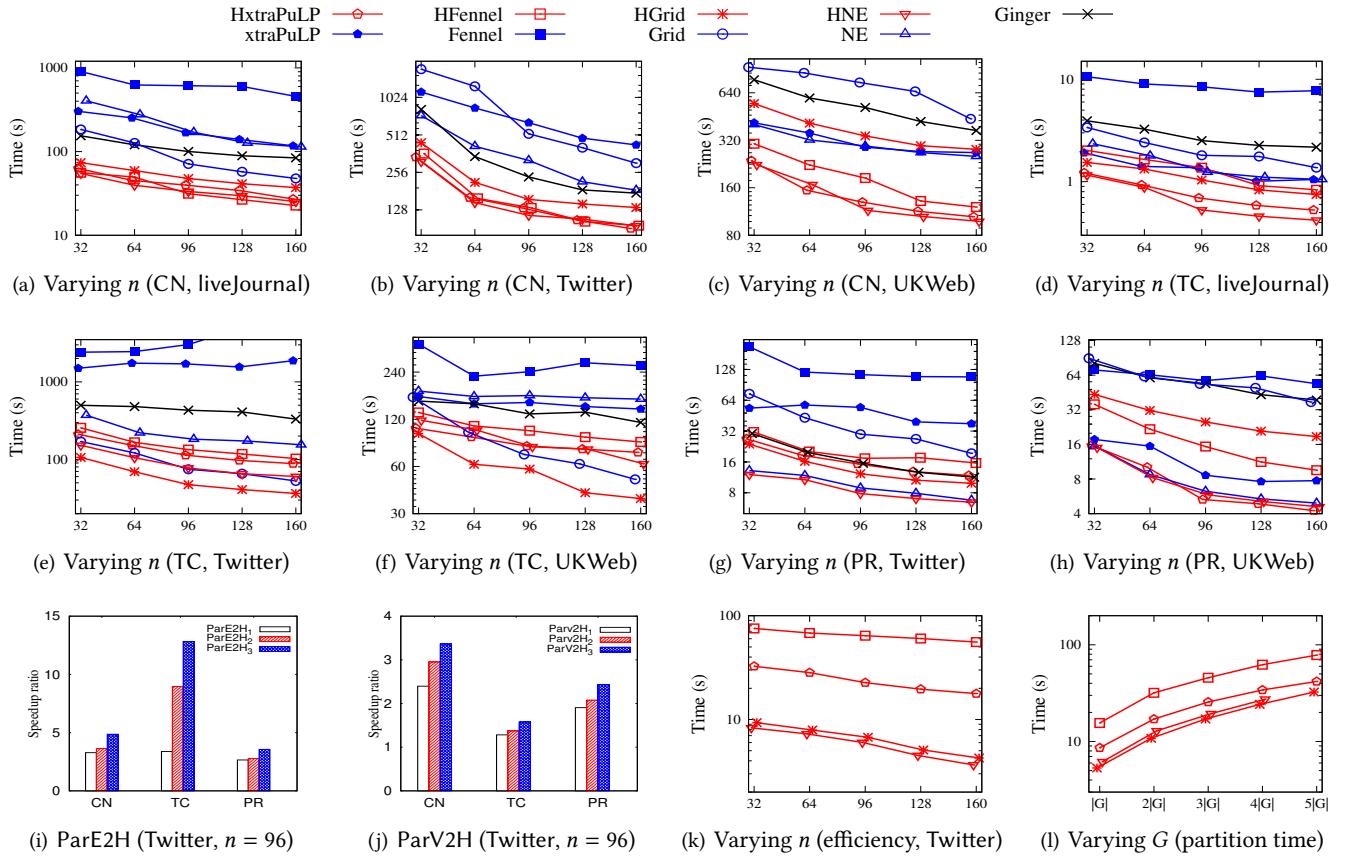 HxtraPuLP HFennel HGrid HNE Ginger
xtraPuLP Fennel Grid NE
Time (s)
1000
100
10
32 64 96 128 160
(a) Varying n (CN, liveJournal)
Time (s)
1024
512
256
128
32 64 96 128 160
(b) Varying n (CN, Twitter)
Time (s)
640
320
160
80
32 64 96 128 160
(c) Varying n (CN, UKWeb)
Time (s)
10
1
32 64 96 128 160
(d) Varying n (TC, liveJournal)
Time (s)
1000
100
32 64 96 128 160
(e) Varying n (TC, Twitter)
Time (s)
240
120
60
30
32 64 96 128 160
(f) Varying n (TC, UKWeb)
Time (s)
128
64
32
16
8
32 64 96 128 160
(g) Varying n (PR, Twitter)
Time (s)
128
64
32
16
8
4
32 64 96 128 160
(h) Varying n (PR, UKWeb)
Speedup ratio
15
10
5
0
ParE2H1
ParE2H2
ParE2H3
CN TC PR
(i) ParE2H (Twitter, n = 96)
Speedup ratio
4
3
2
1
0
Parv2H1
Parv2H2
ParV2H3
CN TC PR
(j) ParV2H (Twitter, n = 96)
Time (s)
100
10
32 64 96 128 160
(k) Varying n (efficiency, Twitter)
Time (s)
100
10
|G| 2|G| 3|G| 4|G| 5|G|
(l) Varying G (partition time)